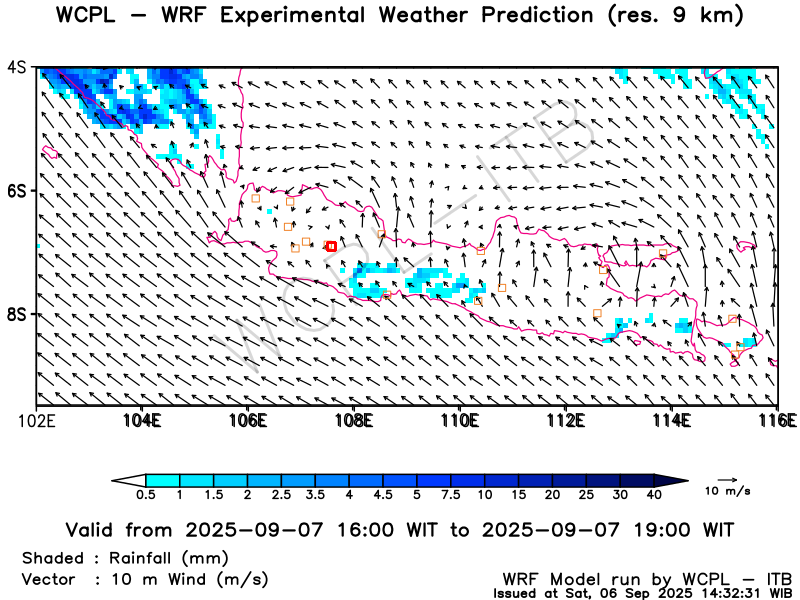 WCPL − WRF Experimental Weather Prediction (res. 9 km)
WCPL−ITB
4S
6S
8S
102E 104E 106E 108E 110E 112E 114E 116E
0.5 1 1.5 2 2.5 3.5 4 4.5 5 7.5 10 15 20 25 30 40
10 m/s
Valid from 2025−09−07 16:00 WIT to 2025−09−07 19:00 WIT
Shaded : Rainfall (mm)
Vector : 10 m Wind (m/s)
WRF Model run by WCPL − ITB
Issued at Sat, 06 Sep 2025 14:32:31 WIB